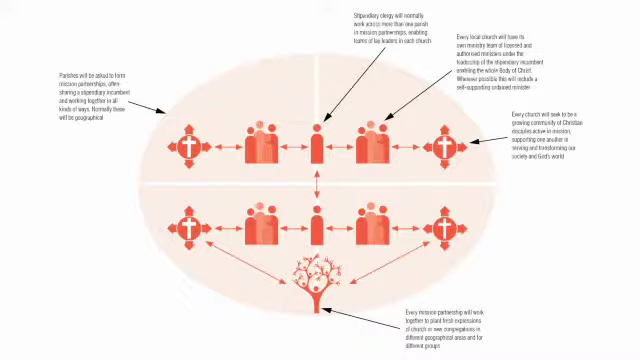 Stipendiary clergy will normally
work across more than one parish
in mission partnerships, enabling
teams of lay leaders in each church
Every local church will have its
own ministry team of licensed and
authorised ministers under the
leadership of the stipendiary incumbent
enabling the whole Body of Christ.
Wherever possible this will include a
self-supporting ordained minister
Parishes will be asked to form
mission partnerships, often
sharing a stipendiary incumbent
and working together in all
kinds of ways. Normally these
will be geographical
Every church will seek to be a
growing community of Christian
disciples active in mission,
supporting one another in
serving and transforming our
society and God's world
Every mission partnership will work
together to plant fresh expressions
of church or new congregations in
different geographical areas and for
different groups